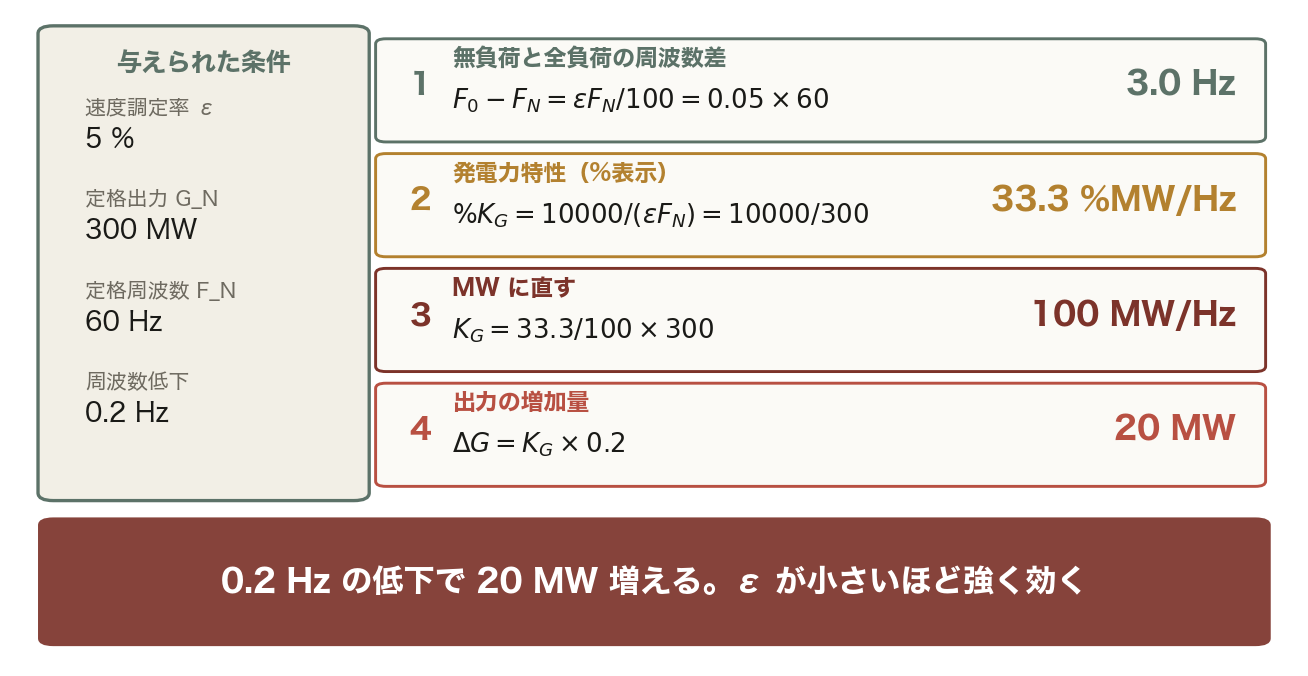 与えられた条件
速度調定率 ε
5 %
定格出力 G_N
300 MW
定格周波数 F_N
60 Hz
周波数低下
0.2 Hz
1
無負荷と全負荷の周波数差
F₀ − F_N = εF_N/100 = 0.05 × 60
3.0 Hz
2
発電力特性（%表示）
%K_G = 10000/(εF_N) = 10000/300
33.3 %MW/Hz
3
MW に直す
K_G = 33.3/100 × 300
100 MW/Hz
4
出力の増加量
ΔG = K_G × 0.2
20 MW
0.2 Hz の低下で 20 MW 増える。ε が小さいほど強く効く